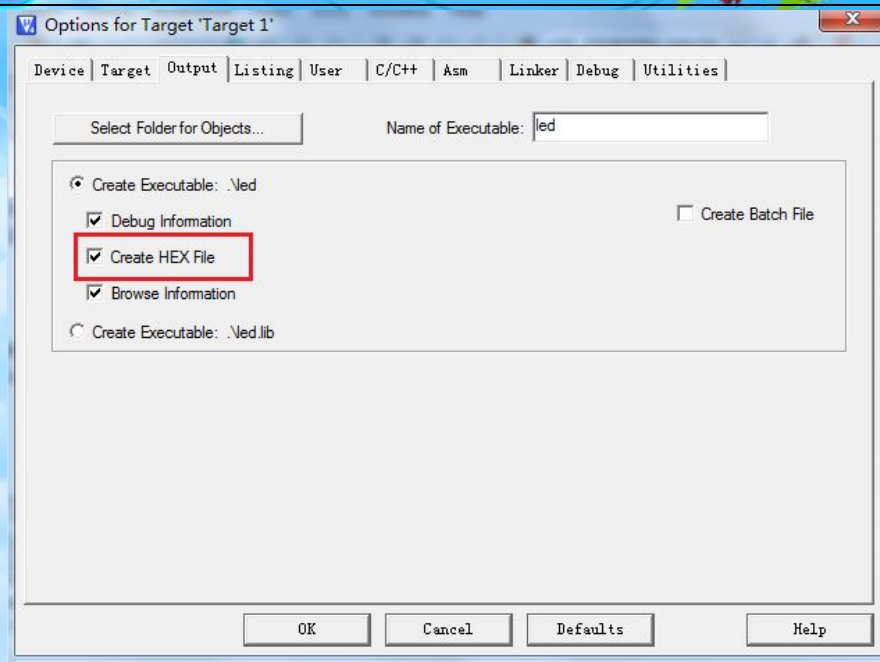 Options for Target 'Target 1'
Device Target Output Listing User C/C++ Asm Linker Debug Utilities
Select Folder for Objects... Name of Executable: led
Create Executable: .\led
Debug Information Create Batch File
Create HEX File
Browse Information
Create Executable: .\led.lib
OK Cancel Defaults Help